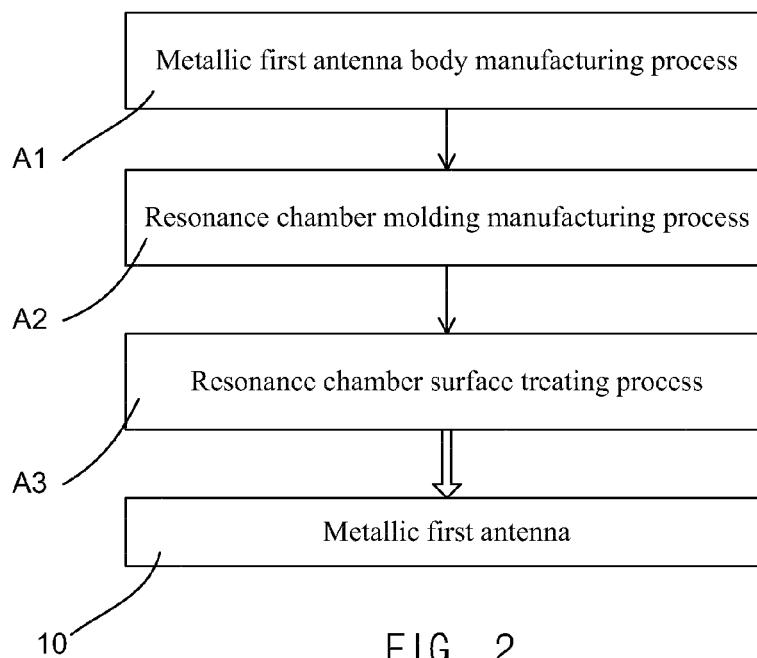 Metallic first antenna body manufacturing process
A1
Resonance chamber molding manufacturing process
A2
Resonance chamber surface treating process
A3
Metallic first antenna
10
FIG. 2